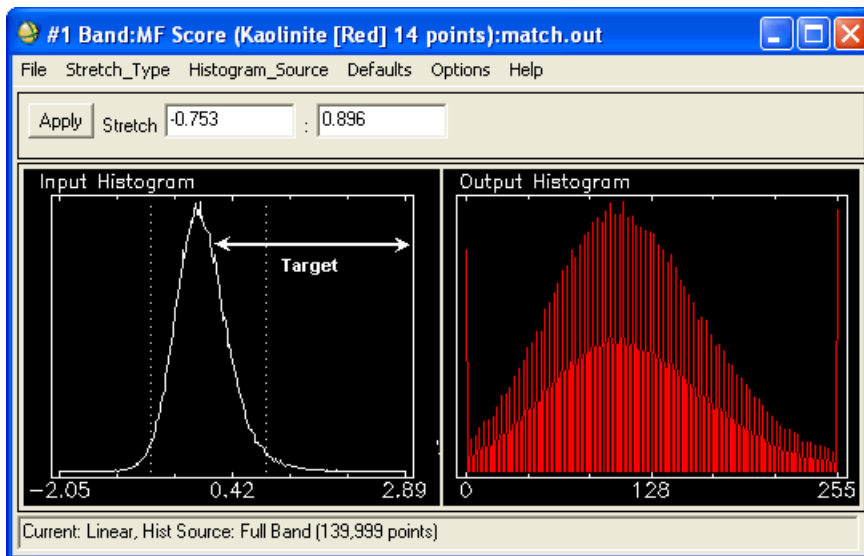 #1 Band:MF Score (Kaolinite [Red] 14 points):match.out
File Stretch_Type Histogram_Source Defaults Options Help
Apply Stretch -0.753 : 0.896
Input Histogram
Target
-2.05 0.42 2.89
Output Histogram
0 128 255
Current: Linear, Hist Source: Full Band (139,999 points)